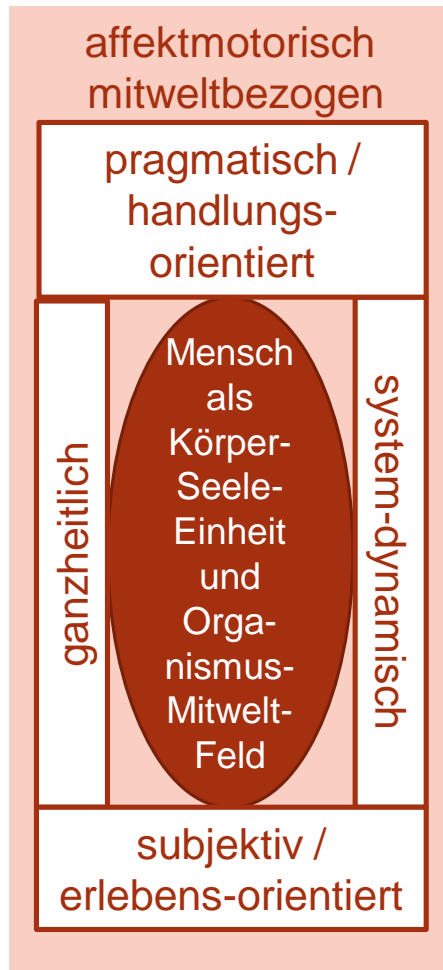 affektmotorisch
mitweltbezogen
pragmatisch /
handlungs-
orientiert
ganzheitlich
Mensch
als
Körper-
Seele-
Einheit
und
Orga-
nismus-
Mitwelt-
Feld
system-dynamisch
subjektiv /
erlebens-orientiert